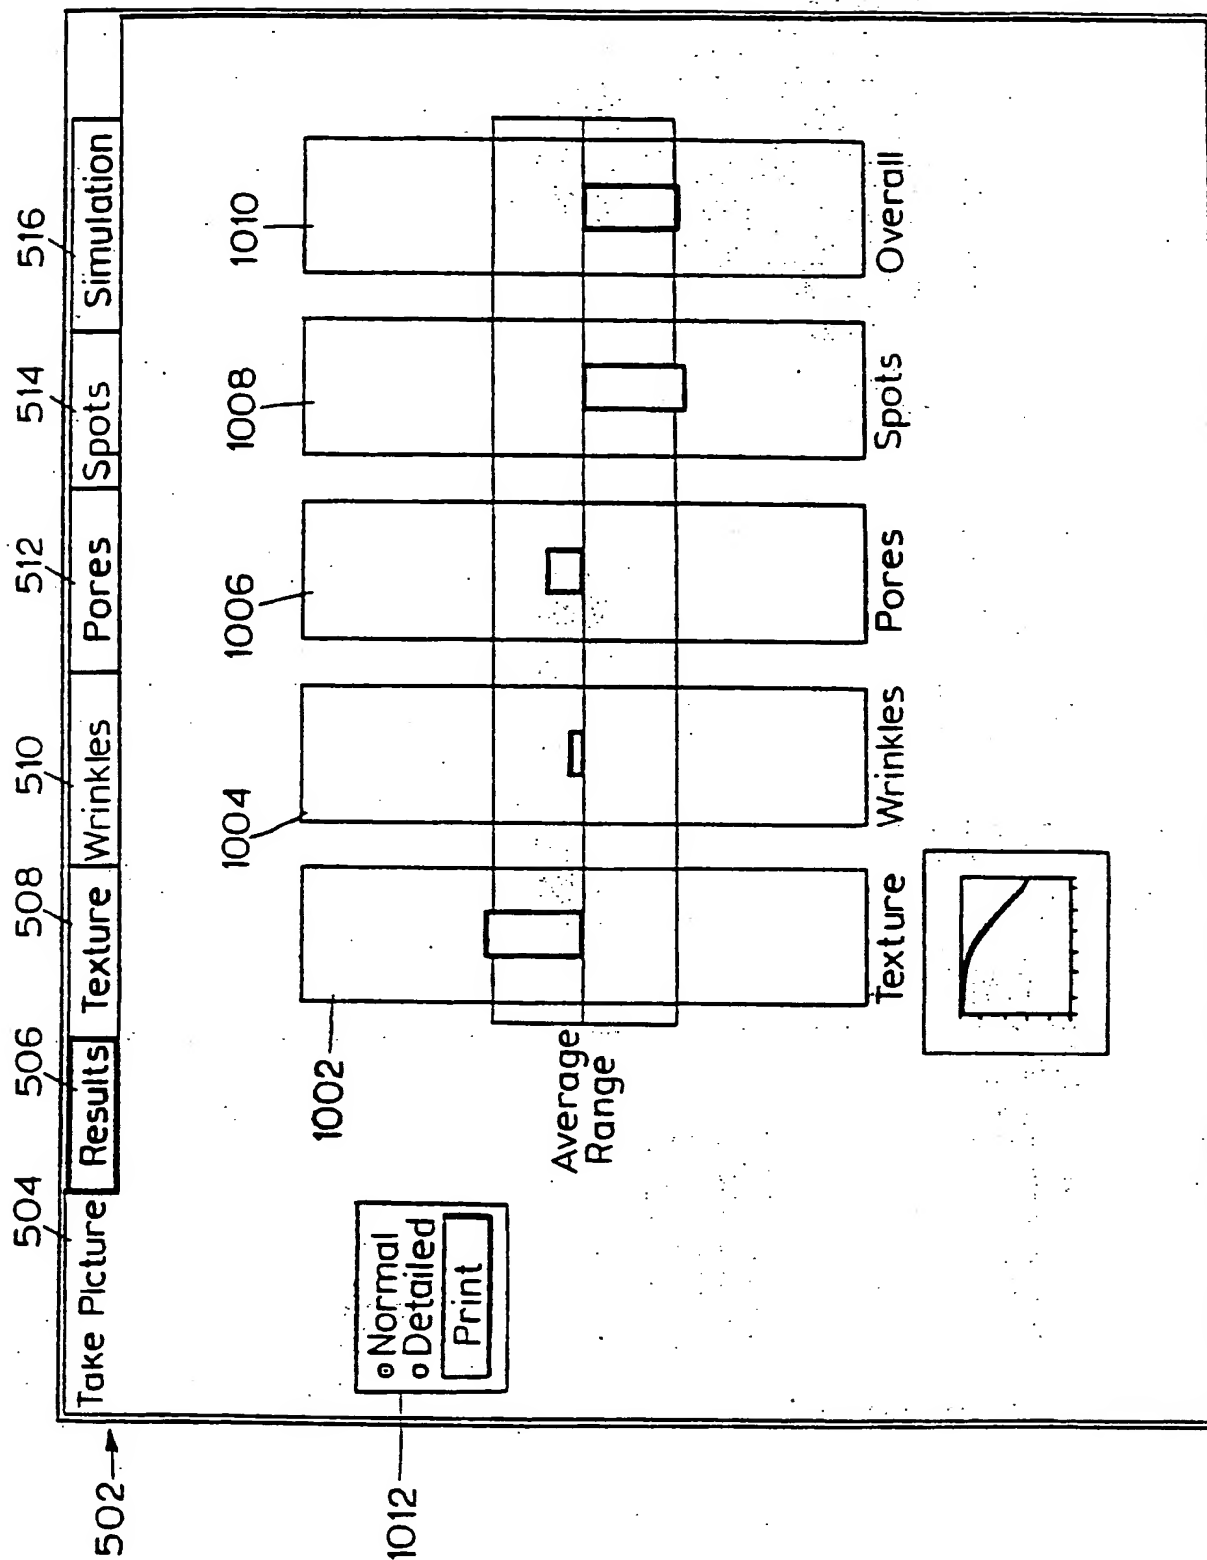 504 506 508 510 512 514 516
502
Take Picture Results Texture Wrinkles Pores Spots Simulation
1002 1004 1006 1008 1010
1012
Normal
Detailed
Print
Average
Range
Texture Wrinkles Pores Spots Overall